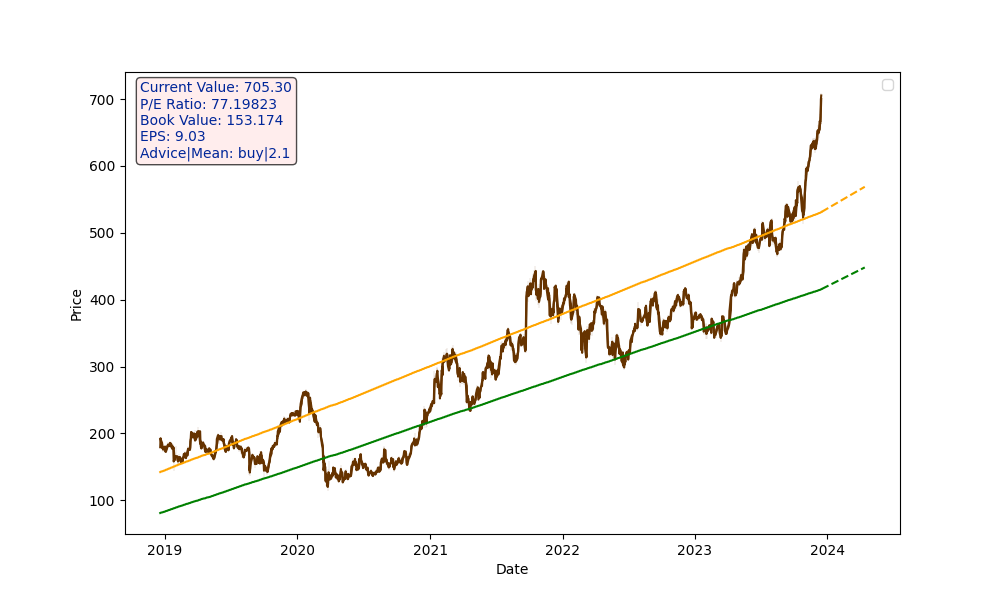 Current Value: 705.30
P/E Ratio: 77.19823
Book Value: 153.174
EPS: 9.03
Advice|Mean: buy|2.1
700
600
500
400
300
200
100
Price
2019 2020 2021 2022 2023 2024
Date